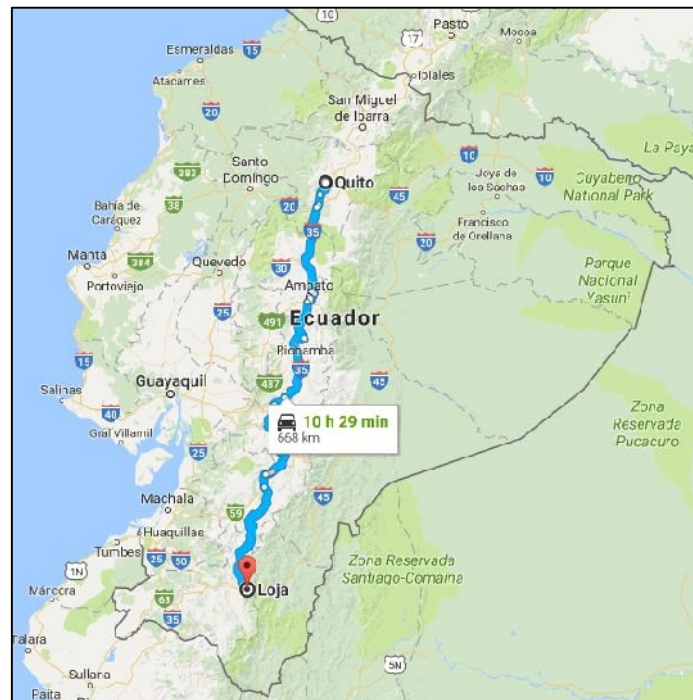 10
Pasto
Mocoa
17
Esmeraldas
15
Ipiales
Atacames
San Miguel
de Ibarra
20
La Paya
10
382
Santo
Domingo
Quito
Joya de
los Sachas
10
Cuyabeno
National Park
45
Bahía de
Caráquez
38
20
35
Francisco
de Orellana
20
Manta
384
Quevedo
30
Parque
Nacional
Yasuní
Portoviejo
Ambato
25
491
Ecuador
15
Riobamba
35
45
Salinas
Guayaquil
487
40
10 h 29 min
668 km
Zona
Reservada
Pucacuro
Gral Villamil
25
45
Machala
59
Tumbes
Huaquillas
25
50
Zona Reservada
Santiago-Comaina
1N
Máncora
63
Loja
35
Talara
5N
Sullana
Paita